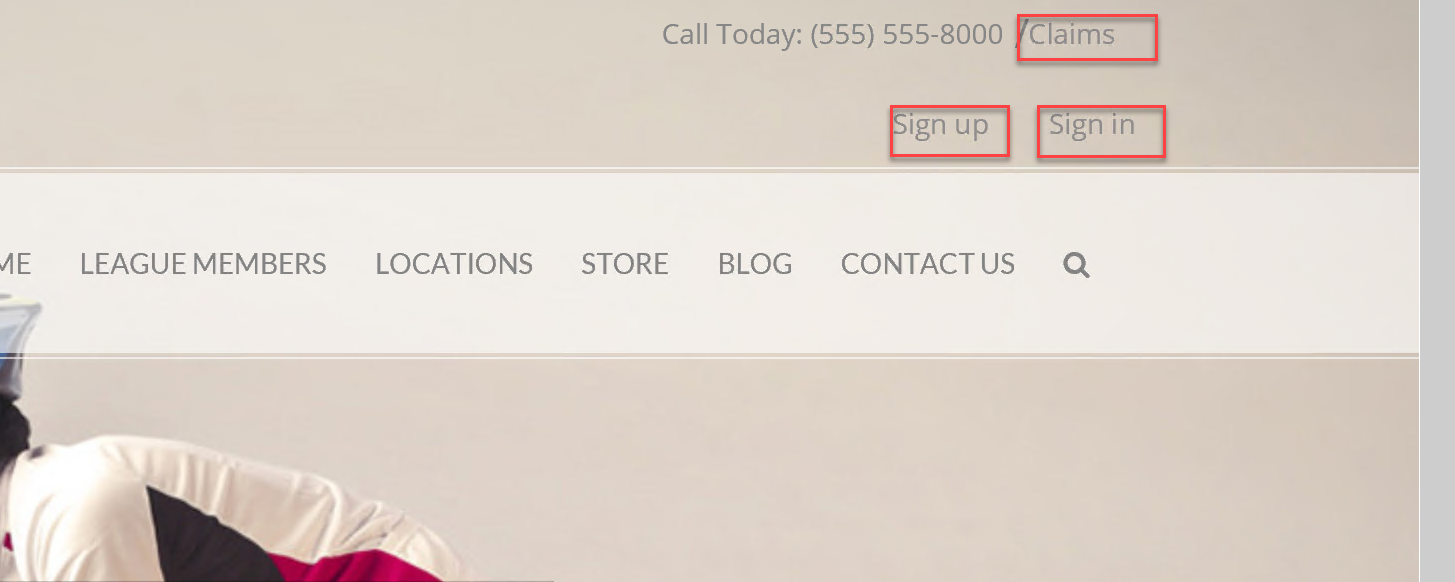 Call Today: (555) 555-8000 /Claims
Sign up Sign in
ME LEAGUE MEMBERS LOCATIONS STORE BLOG CONTACT US